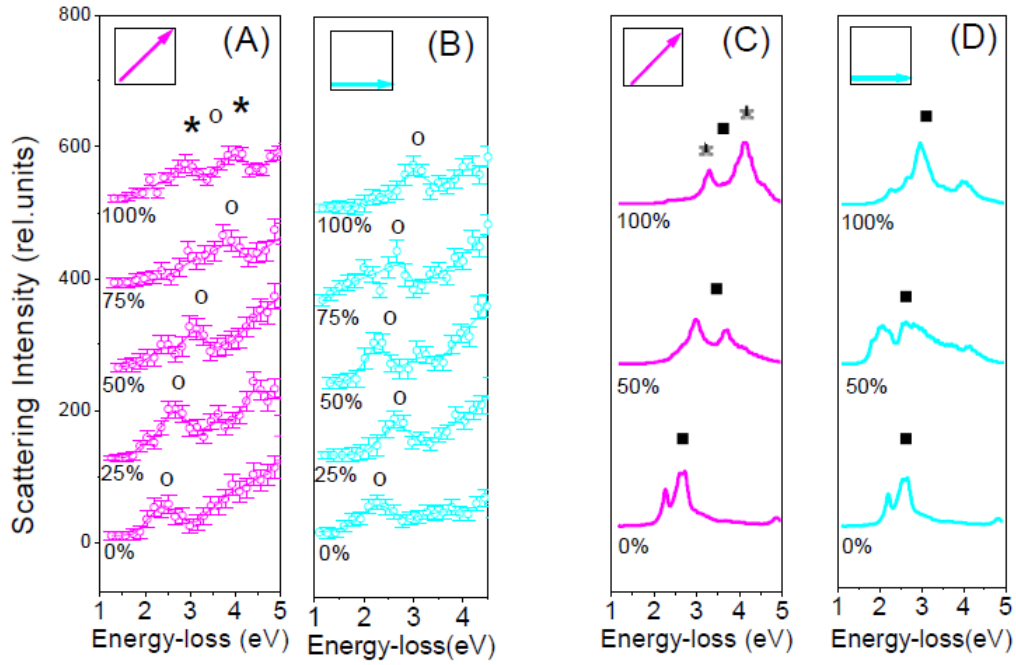 800
600
400
200
0
Scattering Intensity (rel.units)
(A)
* o *
100%
o
75%
o
50%
o
25%
o
0%
1 2 3 4 5
Energy-loss (eV)
(B)
o
100%
o
75%
o
50%
o
25%
o
0%
1 2 3 4
Energy-loss(eV)
(C)
100%
50%
0%
1 2 3 4 5
Energy-loss (eV)
(D)
100%
50%
0%
1 2 3 4 5
Energy-loss(eV)